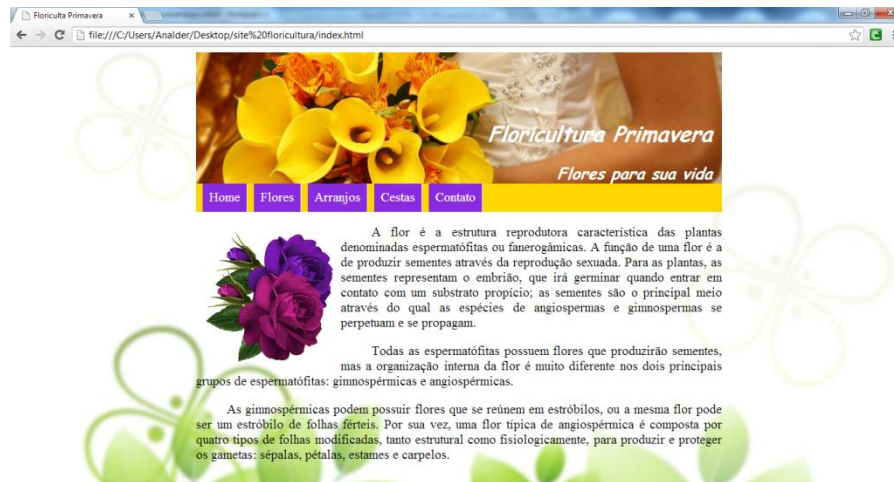 Floriculta Primavera
file:///C:/Users/Analder/Desktop/site%20floricultura/index.html
Floricultura Primavera
Flores para sua vida
Home Flores Arranjos Cestas Contato
A flor é a estrutura reprodutora característica das plantas
denominadas espermatófitas ou fanerogâmicas. A função de uma flor é a
de produzir sementes através da reprodução sexuada. Para as plantas, as
sementes representam o embrião, que irá germinar quando entrar em
contato com um substrato propício; as sementes são o principal meio
através do qual as espécies de angiospermas e gimnospermas se
perpetuam e se propagam.
Todas as espermatófitas possuem flores que produzirão sementes,
mas a organização interna da flor é muito diferente nos dois principais
grupos de espermatófitas: gimnospérmicas e angiospérmicas.
As gimnospérmicas podem possuir flores que se reúnem em estróbilos, ou a mesma flor pode
ser um estróbilo de folhas férteis. Por sua vez, uma flor típica de angiospérmica é composta por
quatro tipos de folhas modificadas, tanto estrutural como fisiologicamente, para produzir e proteger
os gametas: sépalas, pétalas, estames e carpelos.